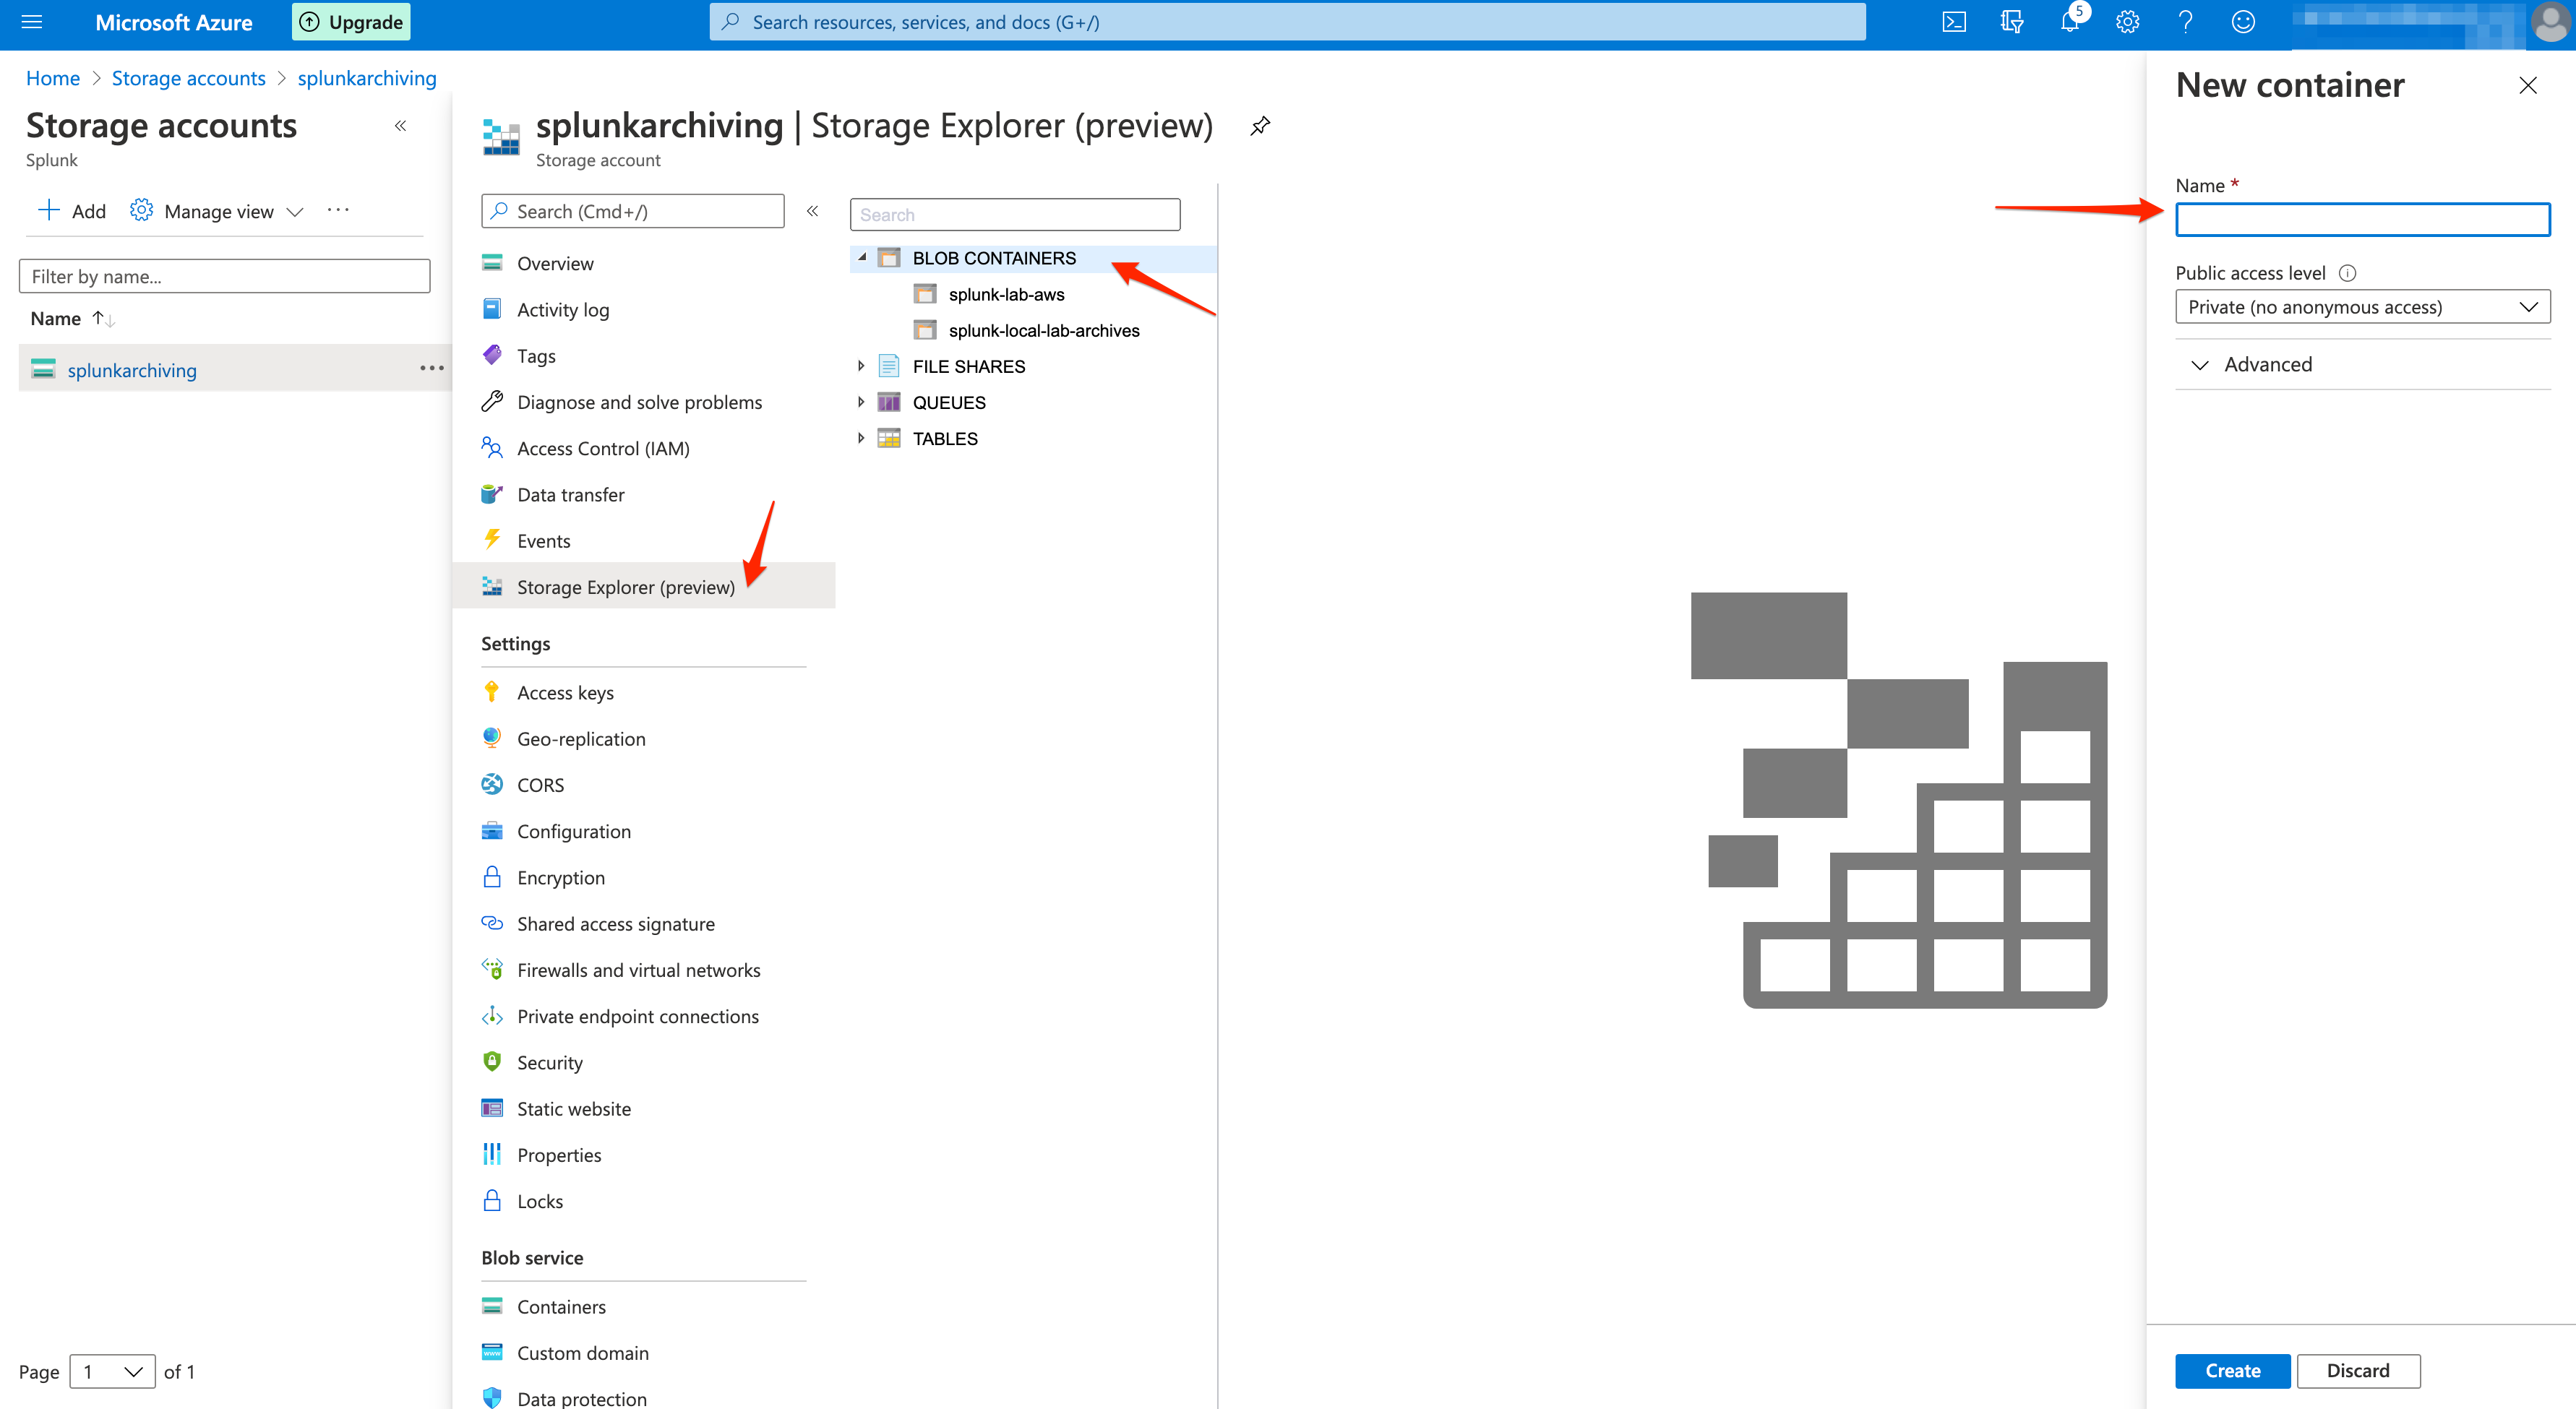 Microsoft Azure
Upgrade
Search resources, services, and docs (G+/)
5
Home > Storage accounts > splunkarchiving
Storage accounts
Splunk
Add
Manage view
Filter by name...
Name
splunkarchiving
Page 1 of 1
splunkarchiving | Storage Explorer (preview)
Storage account
Search (Cmd+/)
Overview
Activity log
Tags
Diagnose and solve problems
Access Control (IAM)
Data transfer
Events
Storage Explorer (preview)
Settings
Access keys
Geo-replication
CORS
Configuration
Encryption
Shared access signature
Firewalls and virtual networks
Private endpoint connections
Security
Static website
Properties
Locks
Blob service
Containers
Custom domain
Data protection
Search
BLOB CONTAINERS
splunk-lab-aws
splunk-local-lab-archives
FILE SHARES
QUEUES
TABLES
New container
Name *
Public access level
Private (no anonymous access)
Advanced
Create
Discard